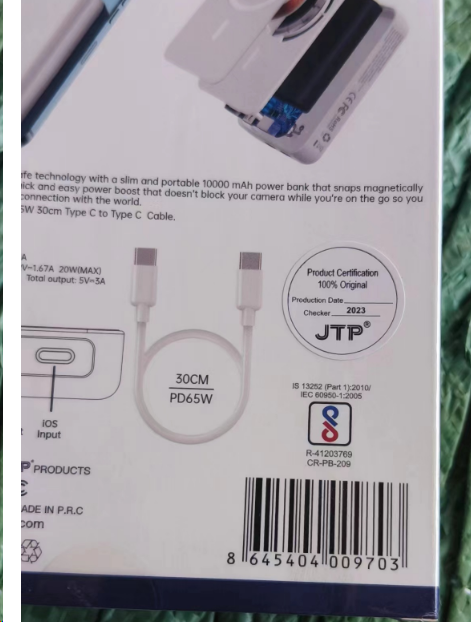 fe technology with a slim and portable 10000 mAh power bank that snaps magnetically
ick and easy power boost that doesn't block your camera while you're on the go so you
connection with the world.
5W 30cm Type C to Type C Cable.
A
V⎓1.67A 20W(MAX)
Total output: 5V⎓3A
Product Certification
100% Original
Production Date
Checker 2023
JTP®
30CM
PD65W
IS 13252 (Part 1):2010/
IEC 60950-1:2005
R-41203769
CR-PB-209
iOS
Input
P® PRODUCTS
ADE IN P.R.C
com
8 645404 009703